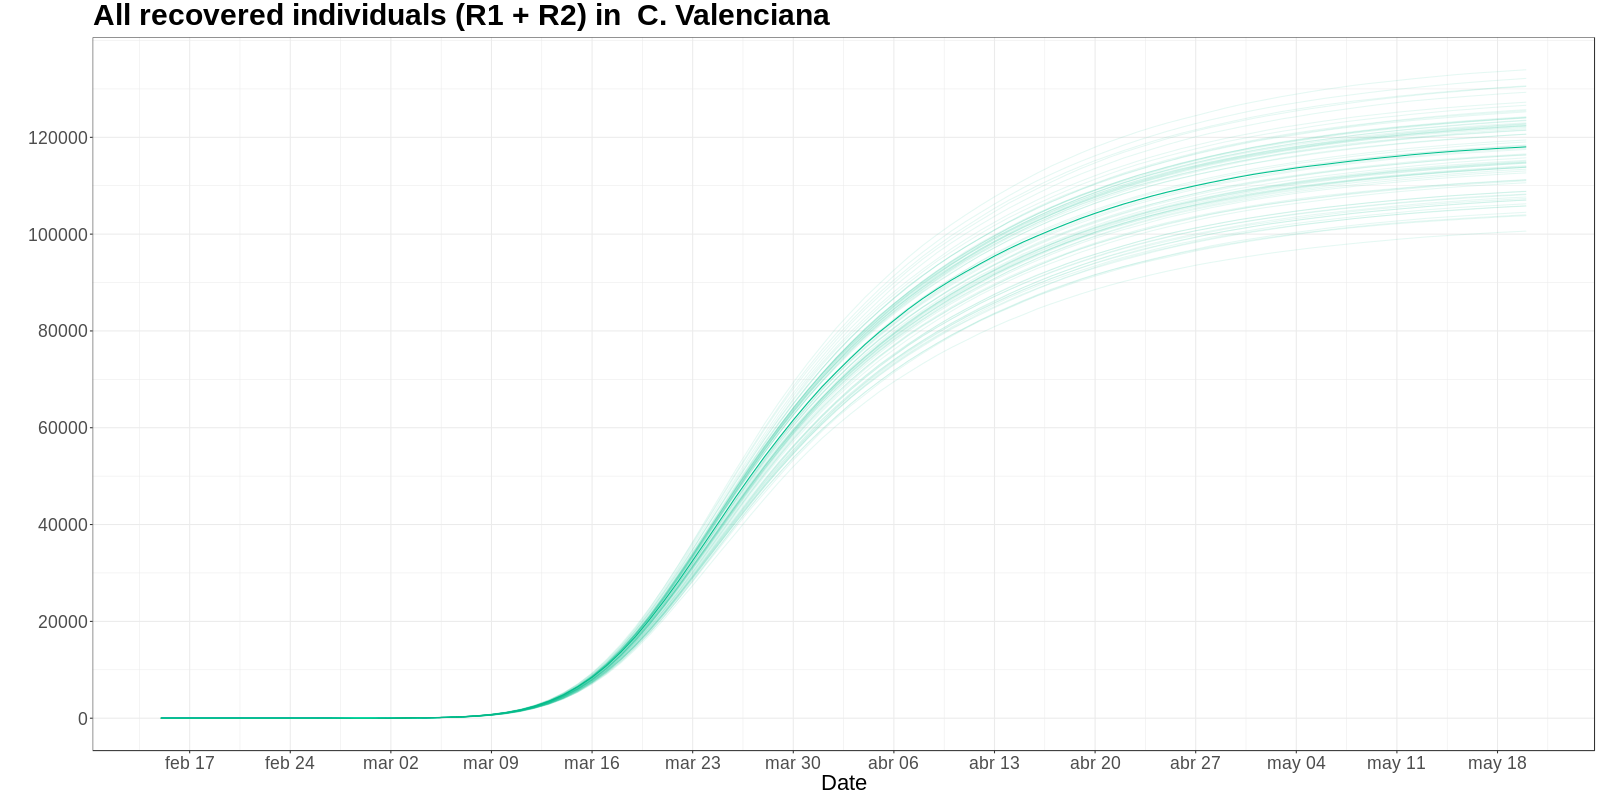 All recovered individuals (R1 + R2) in  C. Valenciana
120000
100000
80000
60000
40000
20000
0
feb 17 feb 24 mar 02 mar 09 mar 16 mar 23 mar 30 abr 06 abr 13 abr 20 abr 27 may 04 may 11 may 18
Date